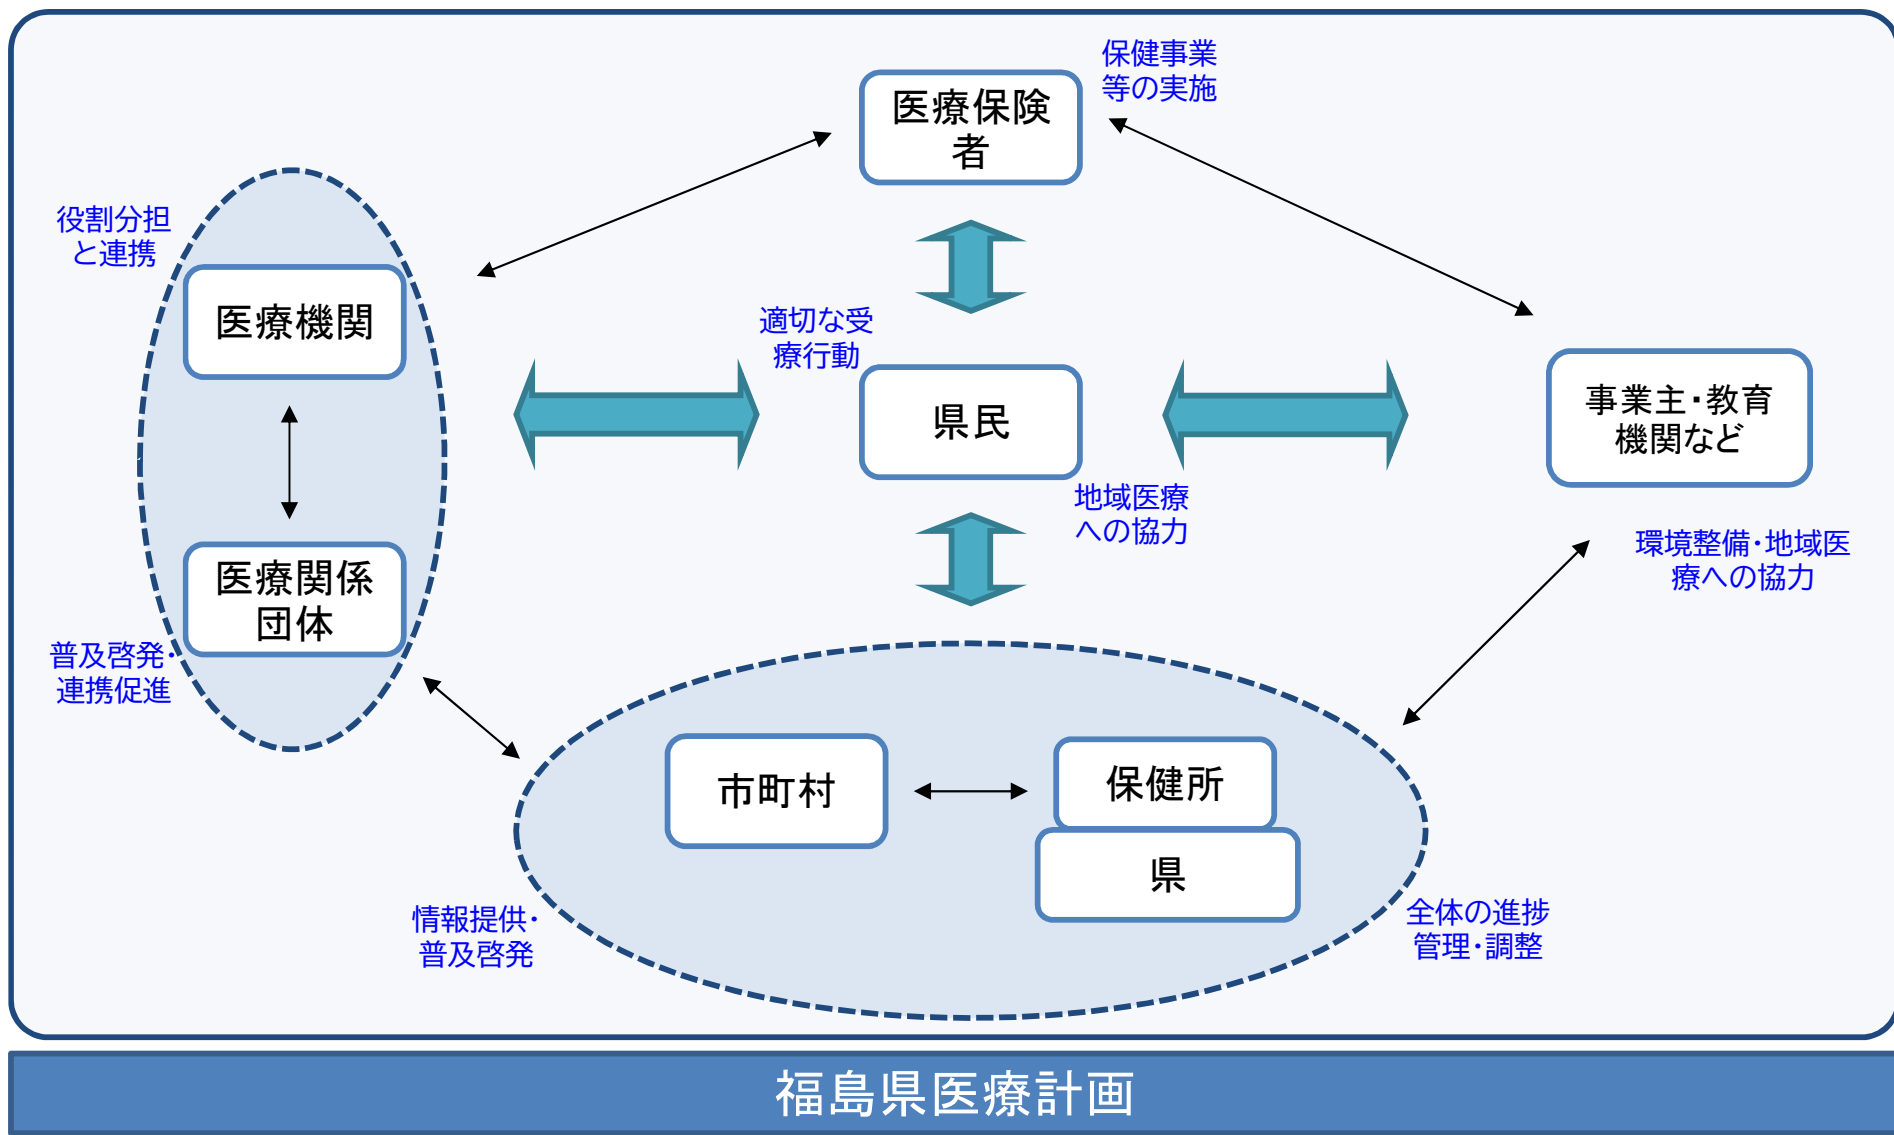 保健事業
等の実施
医療保険
者
役割分担
と連携
医療機関
適切な受
療行動
県民
事業主・教育
機関など
地域医療
への協力
環境整備・地域医
療への協力
医療関係
団体
普及啓発・
連携促進
市町村
保健所
県
情報提供・
普及啓発
全体の進捗
管理・調整
福島県医療計画